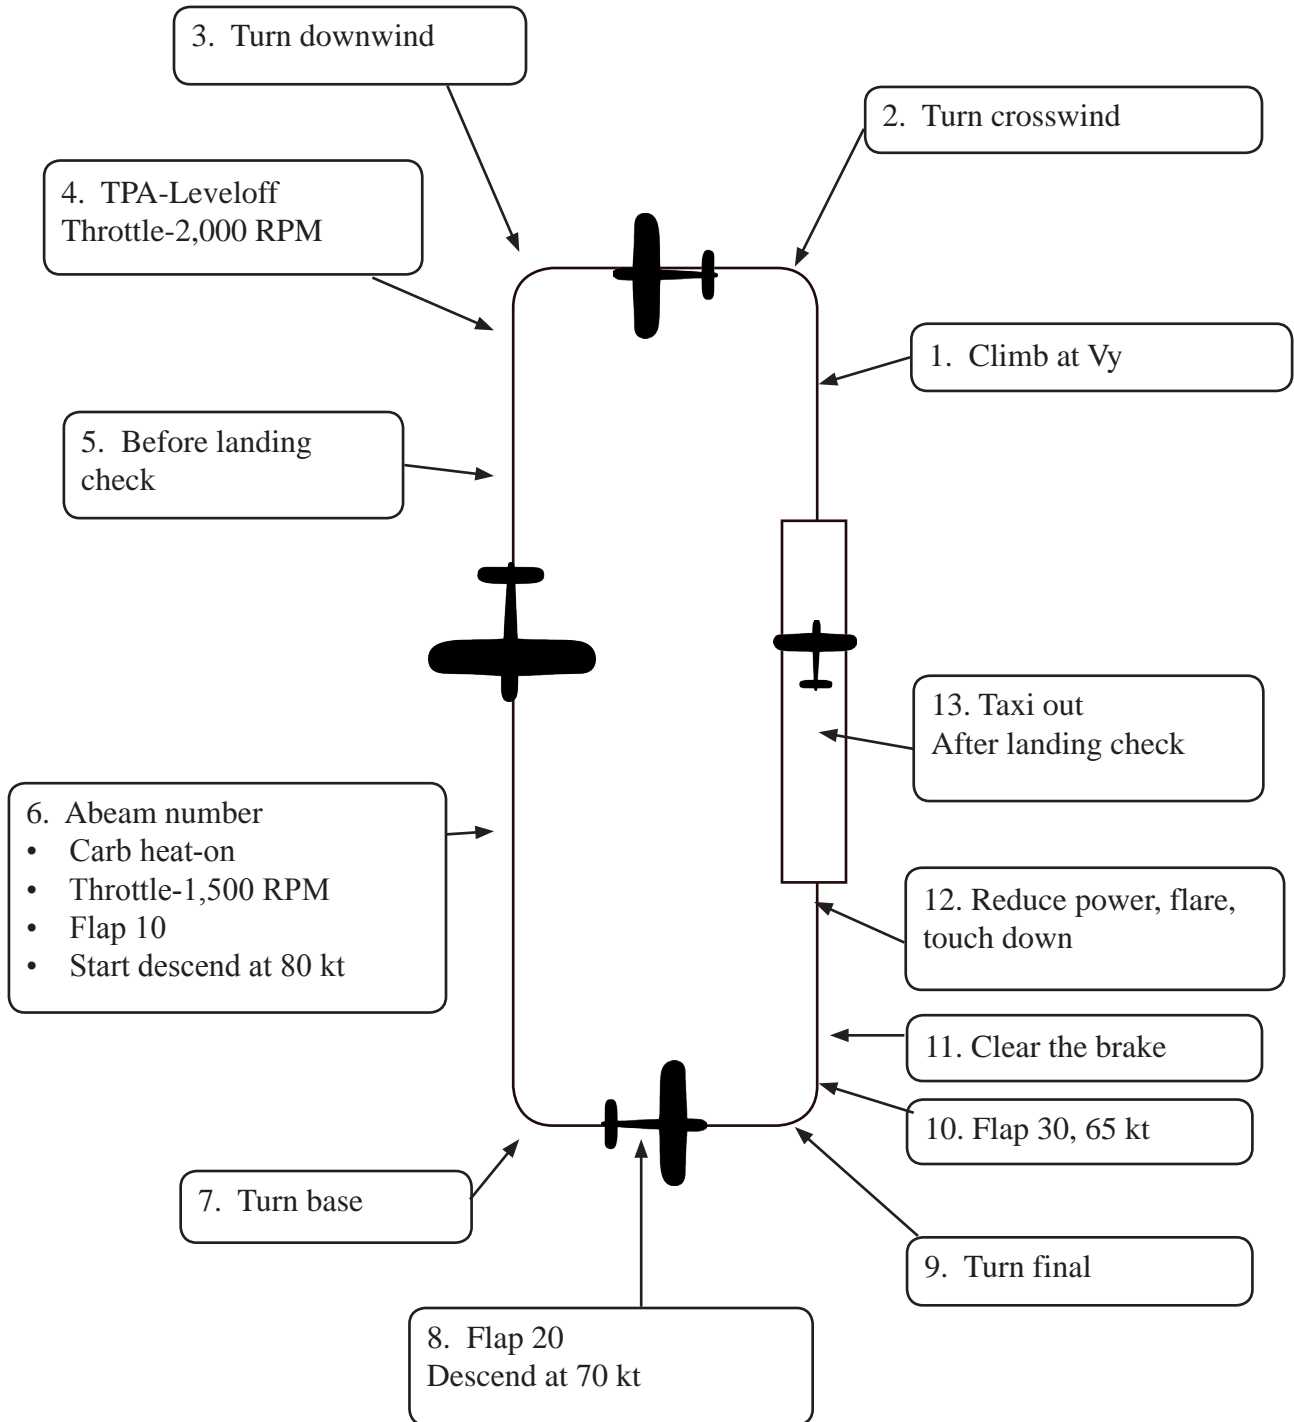 3. Turn downwind
2. Turn crosswind
4. TPA-Leveloff
Throttle-2,000 RPM
1. Climb at Vy
5. Before landing
check
13. Taxi out
After landing check
6. Abeam number
• Carb heat-on
• Throttle-1,500 RPM
• Flap 10
• Start descend at 80 kt
12. Reduce power, flare,
touch down
11. Clear the brake
10. Flap 30, 65 kt
7. Turn base
9. Turn final
8. Flap 20
Descend at 70 kt